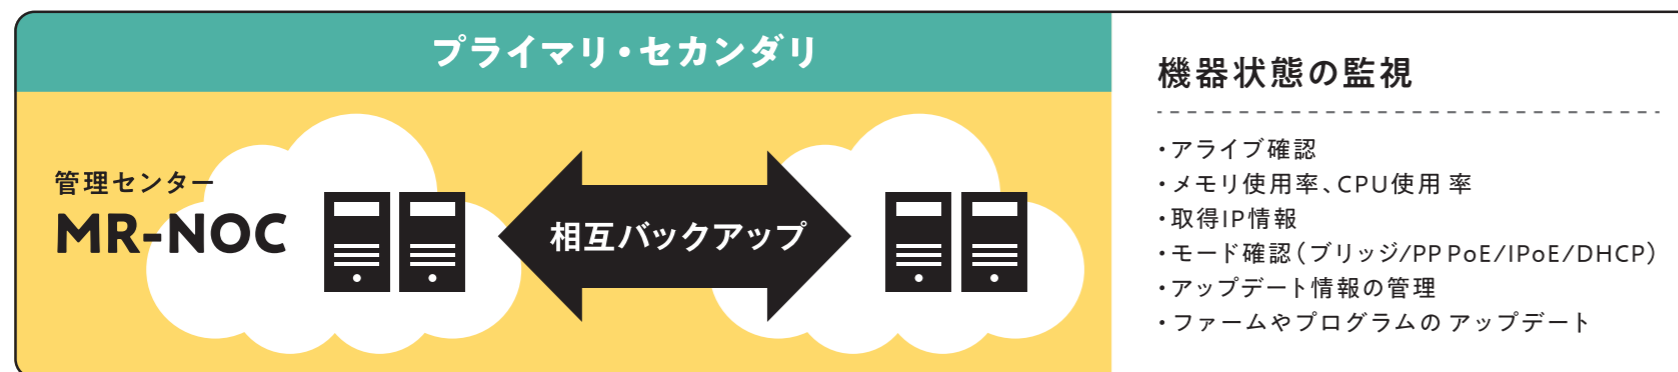 プライマリ・セカンダリ
管理センター
MR-NOC
相互バックアップ
機器状態の監視
・アライブ確認
・メモリ使用率、CPU使用 率
・取得IP情報
・モード確認(ブリッジ/PP PoE/IPoE/DHCP)
・アップデート情報の管理
・ファームやプログラムの アップデート